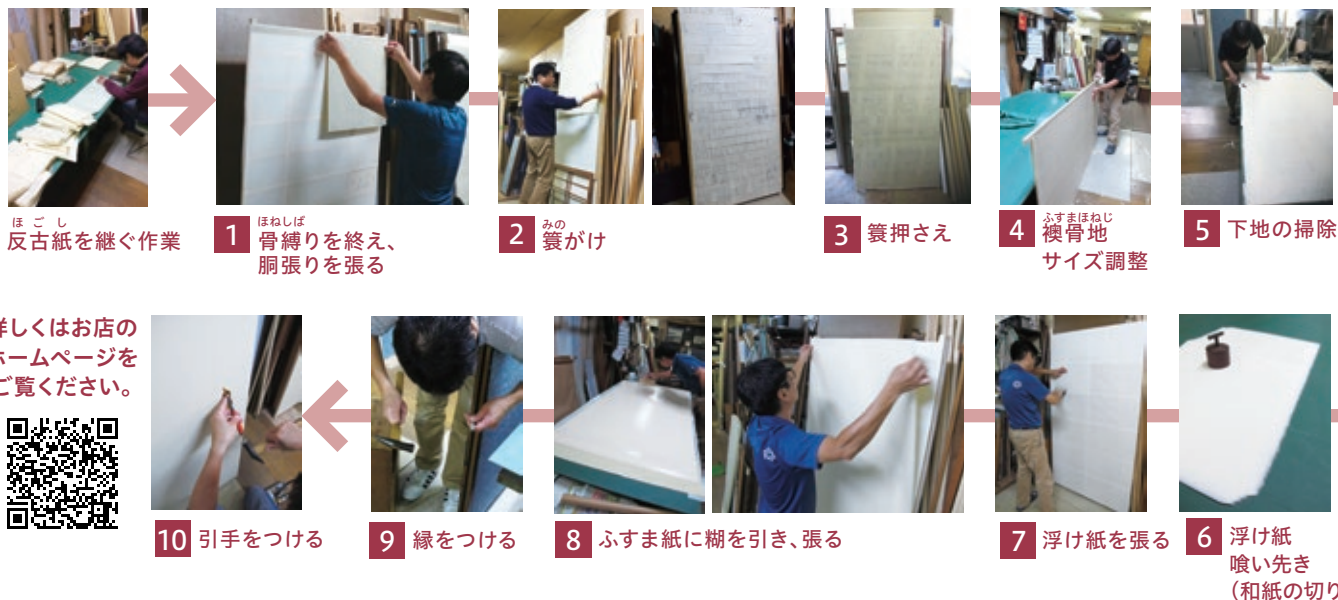 ほごし
反古紙を継ぐ作業
1 ほねしば
骨縛りを終え、
胴張りを張る
2 みの
簑がけ
3 簑押さえ
4 ふすまほねじ
襖骨地
サイズ調整
5 下地の掃除
6 浮け紙
喰い先き
（和紙の切り
7 浮け紙を張る
8 ふすま紙に糊を引き、張る
9 縁をつける
10 引手をつける
詳しくはお店の
ホームページを
ご覧ください。